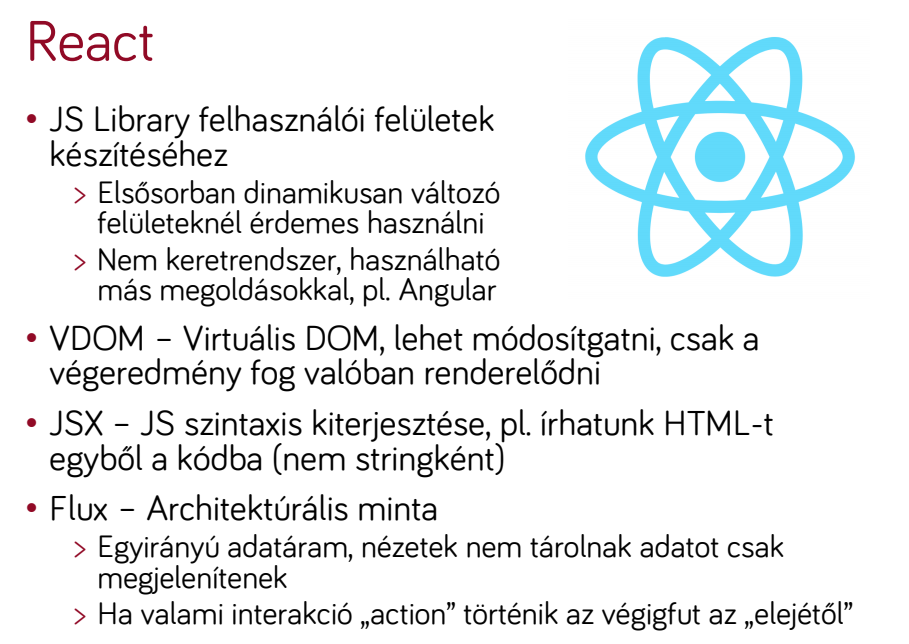 React
• JS Library felhasználói felületek
készítéséhez
> Elsősorban dinamikusan változó
felületeknél érdemes használni
> Nem keretrendszer, használható
más megoldásokkal, pl. Angular
• VDOM – Virtuális DOM, lehet módosítgatni, csak a
végeredmény fog valóban renderelődni
• JSX – JS szintaxis kiterjesztése, pl. írhatunk HTML-t
egyből a kódba (nem stringként)
• Flux – Architektúrális minta
> Egyirányú adatáram, nézetek nem tárolnak adatot csak
megjelenítenek
> Ha valami interakció „action” történik az végigfut az „elejétől”